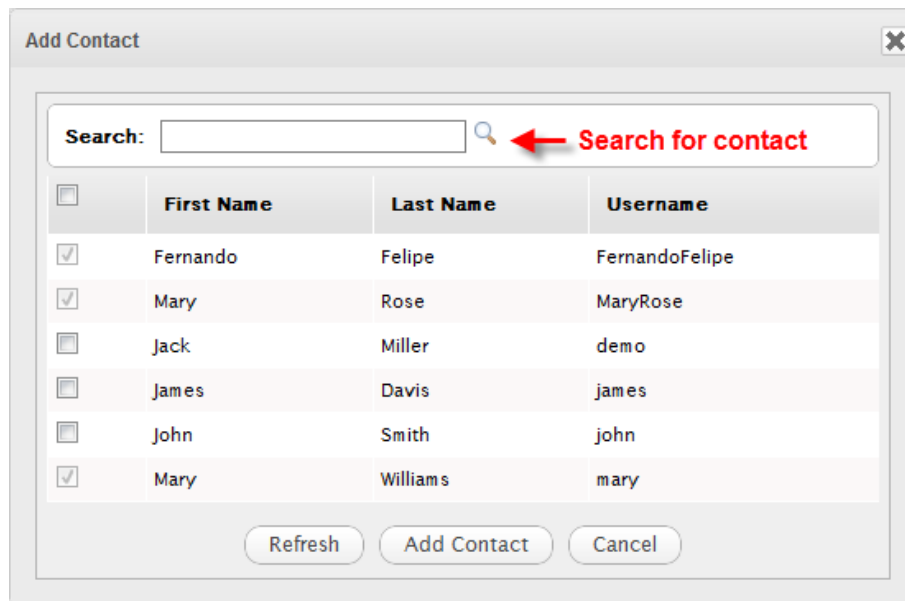 Add Contact
Search: Search for contact
First Name Last Name Username
Fernando Felipe FernandoFelipe
Mary Rose MaryRose
Jack Miller demo
James Davis james
John Smith john
Mary Williams mary
Refresh Add Contact Cancel